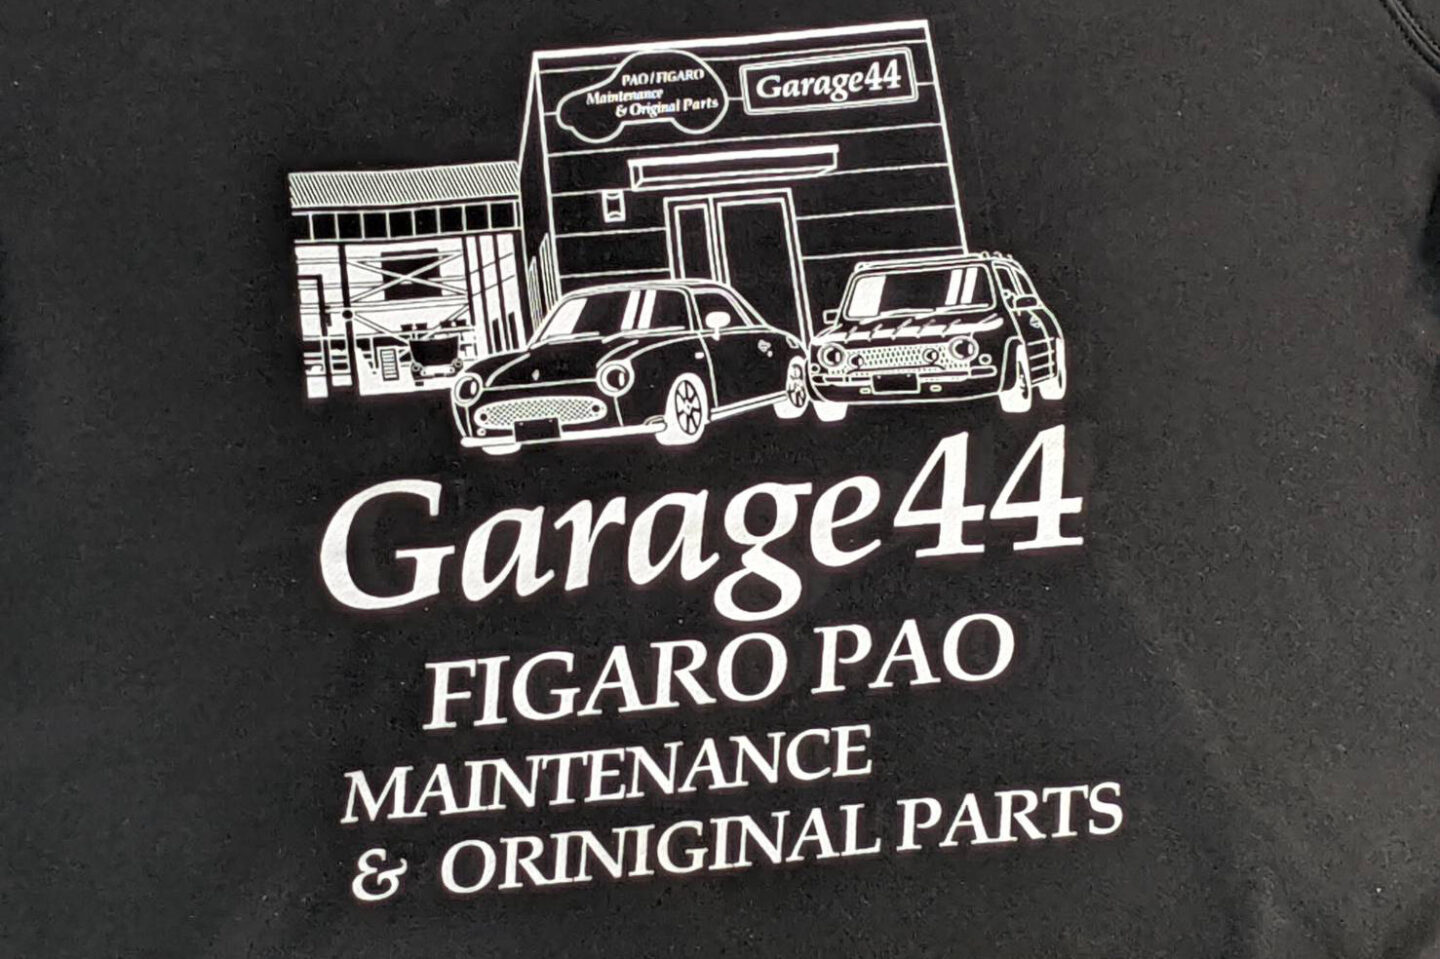 PAO/FIGARO
Maintenance
& Original Parts
Garage44
Garage44
FIGARO PAO
MAINTENANCE
& ORINIGINAL PARTS